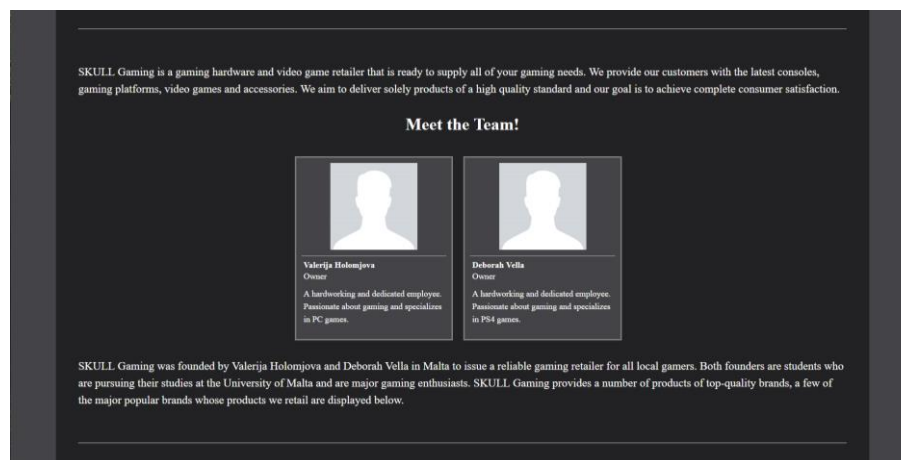 SKULL Gaming is a gaming hardware and video game retailer that is ready to supply all of your gaming needs. We provide our customers with the latest consoles,
gaming platforms, video games and accessories. We aim to deliver solely products of a high quality standard and our goal is to achieve complete consumer satisfaction.
Meet the Team!
Valerija Holomjova
Owner
A hardworking and dedicated employee.
Passionate about gaming and specializes
in PC games.
Deborah Vella
Owner
A hardworking and dedicated employee.
Passionate about gaming and specializes
in PS4 games.
SKULL Gaming was founded by Valerija Holomjova and Deborah Vella in Malta to issue a reliable gaming retailer for all local gamers. Both founders are students who
are pursuing their studies at the University of Malta and are major gaming enthusiasts. SKULL Gaming provides a number of products of top-quality brands, a few of
the major popular brands whose products we retail are displayed below.